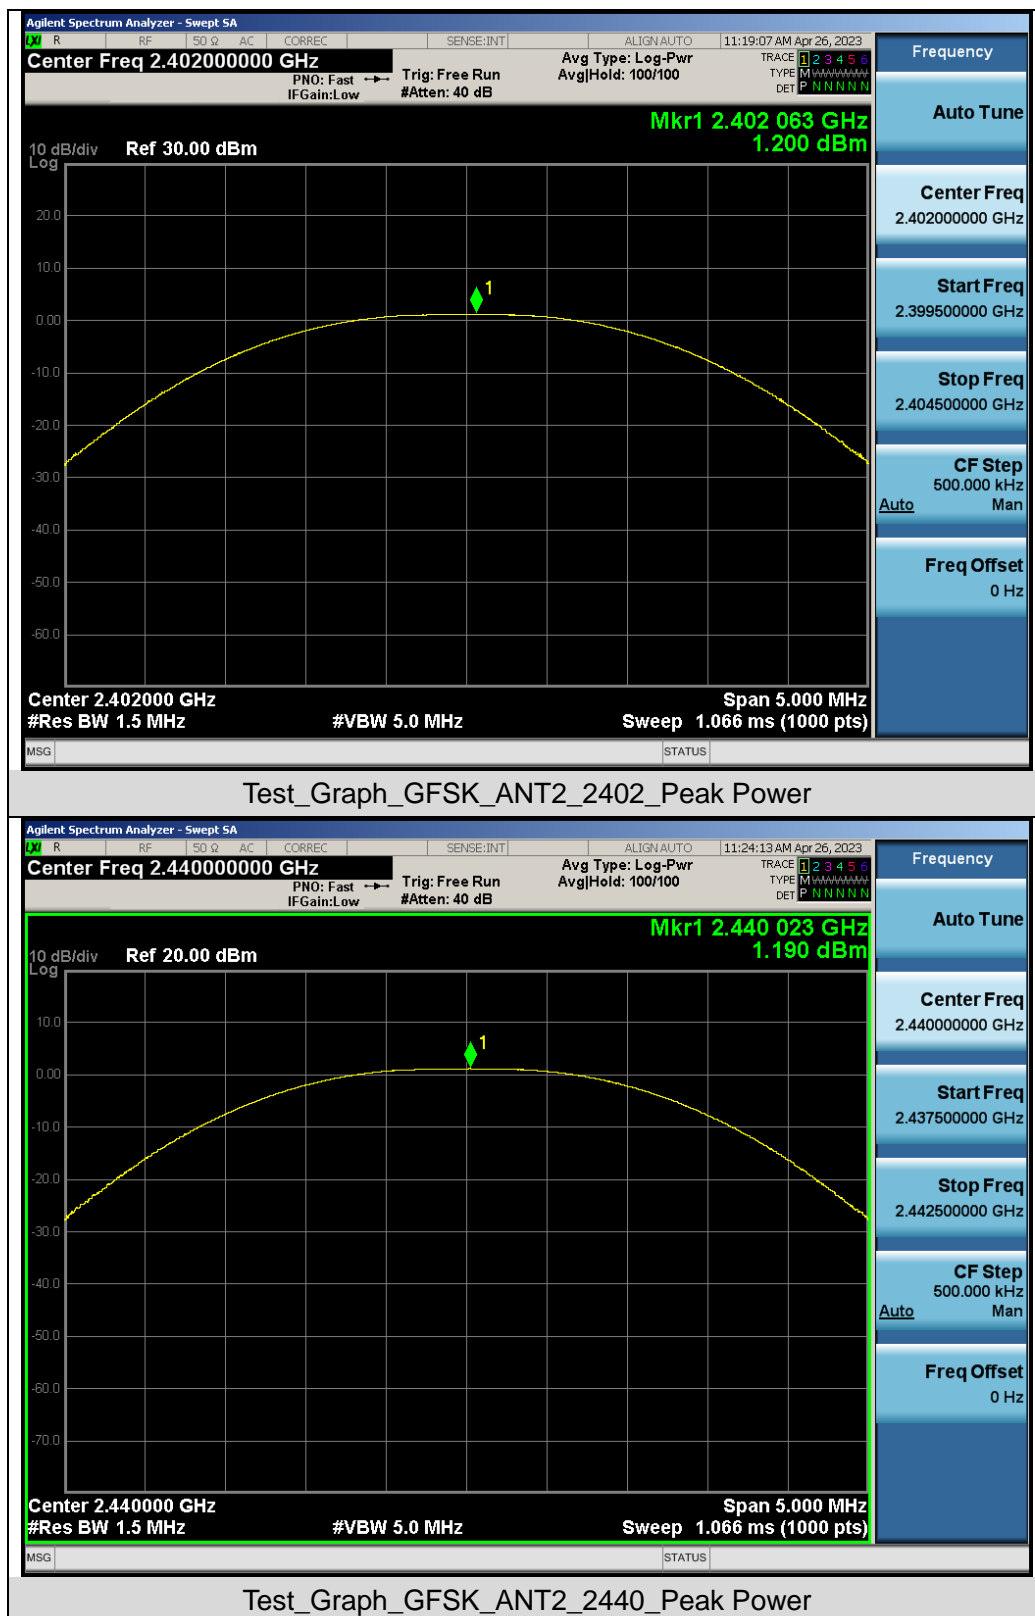 Agilent Spectrum Analyzer - Swept SA
LXI R RF 50 Ω AC CORREC SENSE:INT ALIGN AUTO 11:19:07 AM Apr 26, 2023
Center Freq 2.402000000 GHz
PNO: Fast
IFGain:Low
Trig: Free Run
#Atten: 40 dB
Avg Type: Log-Pwr
Avg|Hold: 100/100
TRACE 1 2 3 4 5 6
TYPE M WWWWW
DET P N N N N N
Frequency
Auto Tune
Center Freq
2.402000000 GHz
Start Freq
2.399500000 GHz
Stop Freq
2.404500000 GHz
CF Step
500.000 kHz
Auto Man
Freq Offset
0 Hz
Mkr1 2.402 063 GHz
1.200 dBm
10 dB/div Ref 30.00 dBm
Log
20.0
10.0
1
0.00
-10.0
-20.0
-30.0
-40.0
-50.0
-60.0
Center 2.402000 GHz Span 5.000 MHz
#Res BW 1.5 MHz #VBW 5.0 MHz Sweep 1.066 ms (1000 pts)
MSG STATUS
Test_Graph_GFSK_ANT2_2402_Peak Power
Agilent Spectrum Analyzer - Swept SA
LXI R RF 50 Ω AC CORREC SENSE:INT ALIGN AUTO 11:24:13 AM Apr 26, 2023
Center Freq 2.440000000 GHz
PNO: Fast
IFGain:Low
Trig: Free Run
#Atten: 40 dB
Avg Type: Log-Pwr
Avg|Hold: 100/100
TRACE 1 2 3 4 5 6
TYPE M WWWWW
DET P N N N N N
Frequency
Auto Tune
Center Freq
2.440000000 GHz
Start Freq
2.437500000 GHz
Stop Freq
2.442500000 GHz
CF Step
500.000 kHz
Auto Man
Freq Offset
0 Hz
Mkr1 2.440 023 GHz
1.190 dBm
10 dB/div Ref 20.00 dBm
Log
10.0
1
0.00
-10.0
-20.0
-30.0
-40.0
-50.0
-60.0
-70.0
Center 2.440000 GHz Span 5.000 MHz
#Res BW 1.5 MHz #VBW 5.0 MHz Sweep 1.066 ms (1000 pts)
MSG STATUS
Test_Graph_GFSK_ANT2_2440_Peak Power